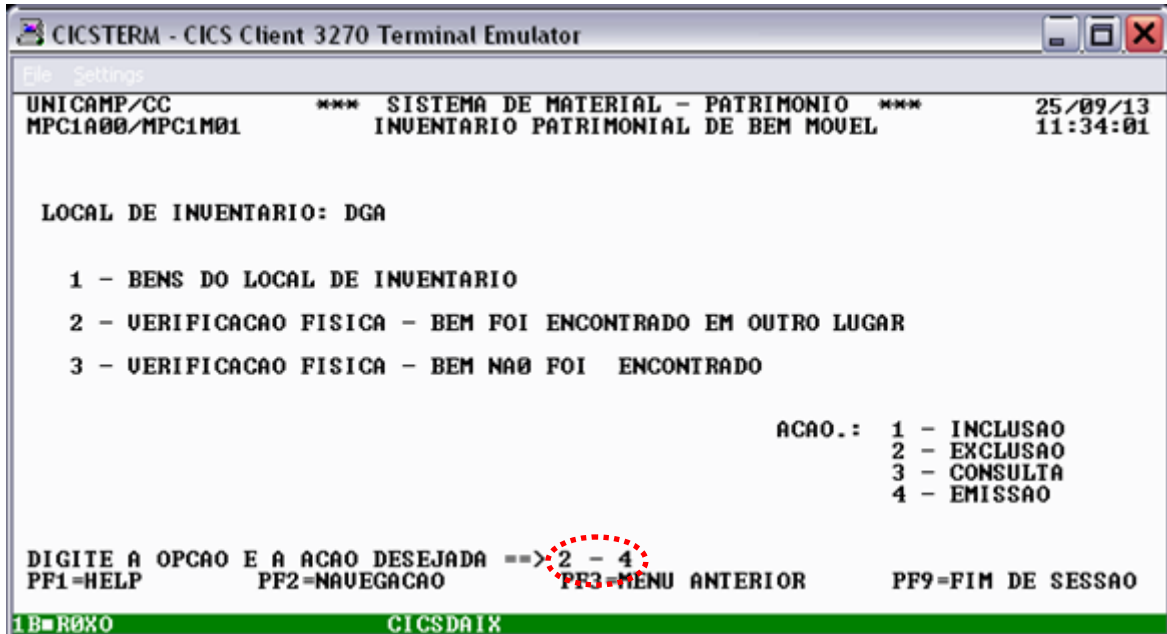 CICSTERM - CICS Client 3270 Terminal Emulator
File Settings
UNICAMP/CC *** SISTEMA DE MATERIAL - PATRIMONIO *** 25/09/13
MPC1A00/MPC1M01 INVENTARIO PATRIMONIAL DE BEM MOVEL 11:34:01
LOCAL DE INVENTARIO: DGA
1 - BENS DO LOCAL DE INVENTARIO
2 - VERIFICACAO FISICA - BEM FOI ENCONTRADO EM OUTRO LUGAR
3 - VERIFICACAO FISICA - BEM NA0 FOI ENCONTRADO
ACAO.: 1 - INCLUSAO
2 - EXCLUSAO
3 - CONSULTA
4 - EMISSAO
DIGITE A OPCAO E A ACAO DESEJADA ==> 2 - 4
PF1=HELP PF2=NAVEGACAO PF3=MENU ANTERIOR PF9=FIM DE SESSAO
1B■R0XO CICSDAIX